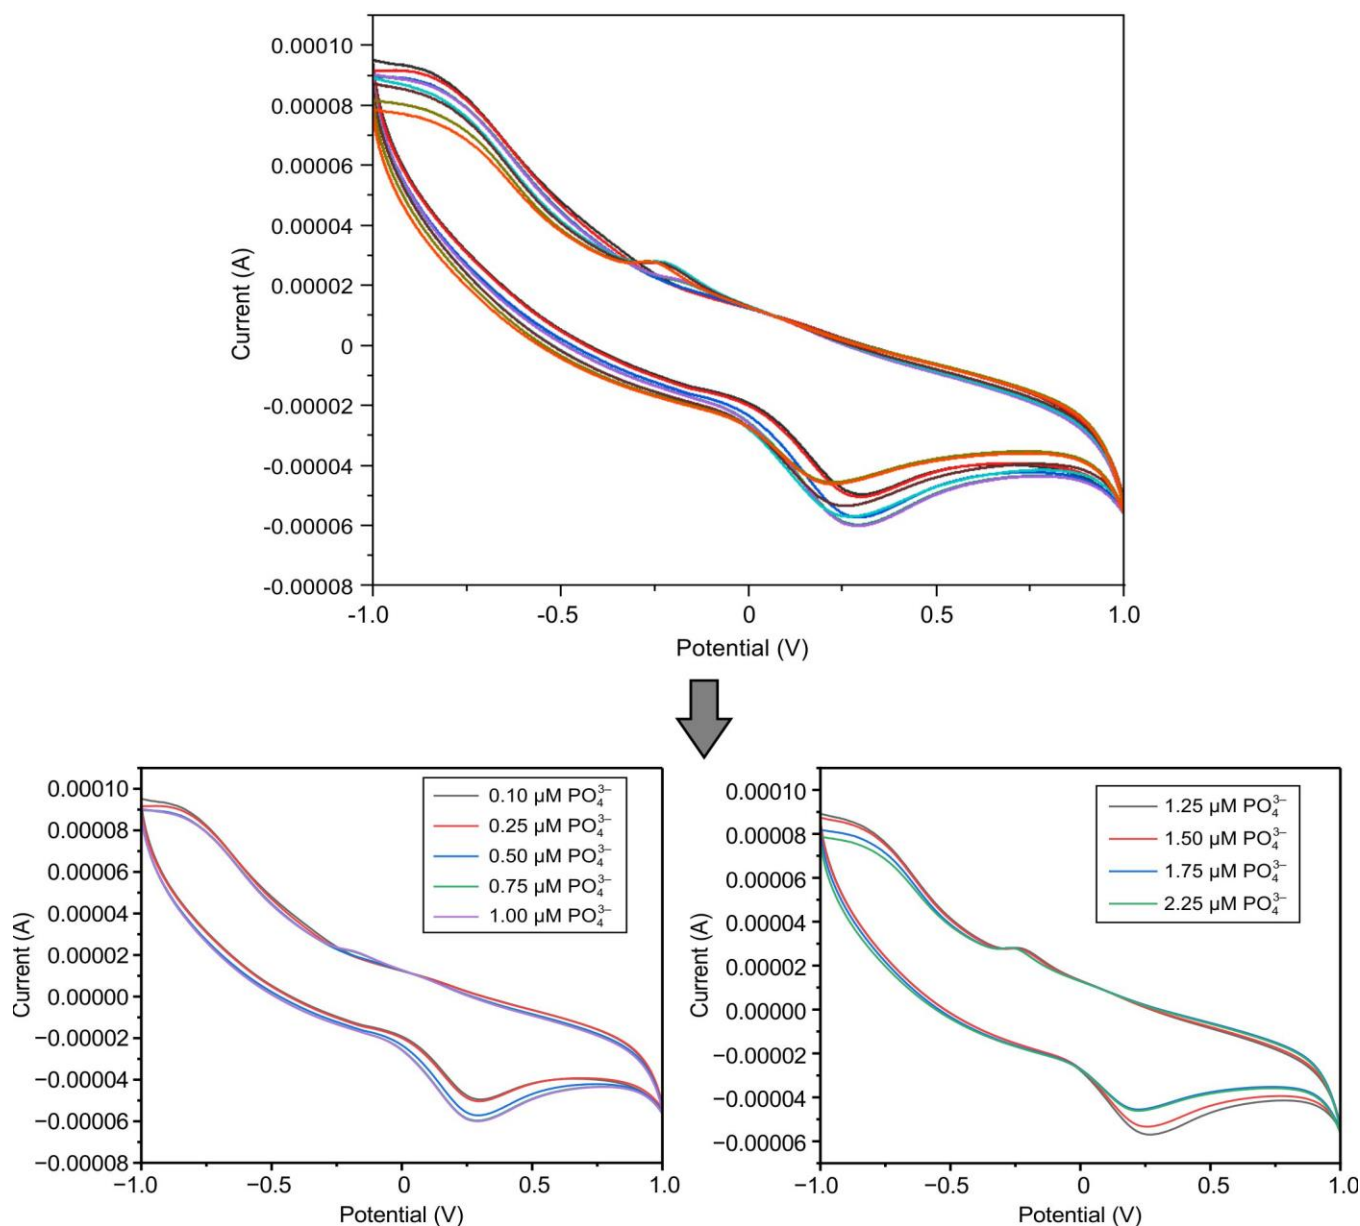 0.00010
0.00008
0.00006
0.00004
0.00002
0
-0.00002
-0.00004
-0.00006
-0.00008
Current (A)
-1.0 -0.5 0 0.5 1.0
Potential (V)
0.00010
0.00008
0.00006
0.00004
0.00002
0.00000
−0.00002
−0.00004
−0.00006
−0.00008
Current (A)
0.10 µM PO₄³⁻
0.25 µM PO₄³⁻
0.50 µM PO₄³⁻
0.75 µM PO₄³⁻
1.00 µM PO₄³⁻
−1.0 −0.5 0 0.5 1.0
Potential (V)
0.00010
0.00008
0.00006
0.00004
0.00002
0.00000
−0.00002
−0.00004
−0.00006
Current (A)
1.25 µM PO₄³⁻
1.50 µM PO₄³⁻
1.75 µM PO₄³⁻
2.25 µM PO₄³⁻
−1.0 −0.5 0 0.5 1.0
Potential (V)